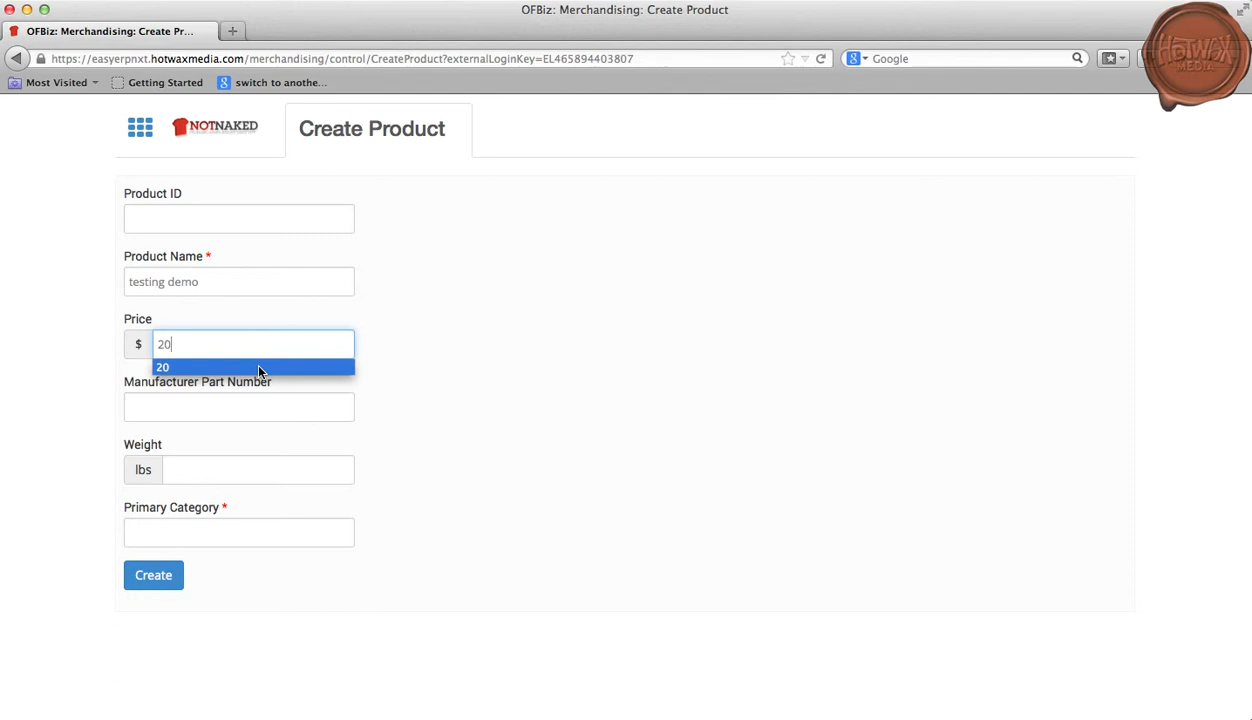 OFBiz: Merchandising: Create Product
OFBiz: Merchandising: Create Pr...
https://easyerpnxt.hotwaxmedia.com/merchandising/control/CreateProduct?externalLoginKey=EL465894403807
Google
Most Visited
Getting Started
switch to anothe...
HOTWAX
MEDIA
NOTNAKED
Create Product
Product ID
Product Name *
testing demo
Price
$ 20
20
Manufacturer Part Number
Weight
lbs
Primary Category *
Create